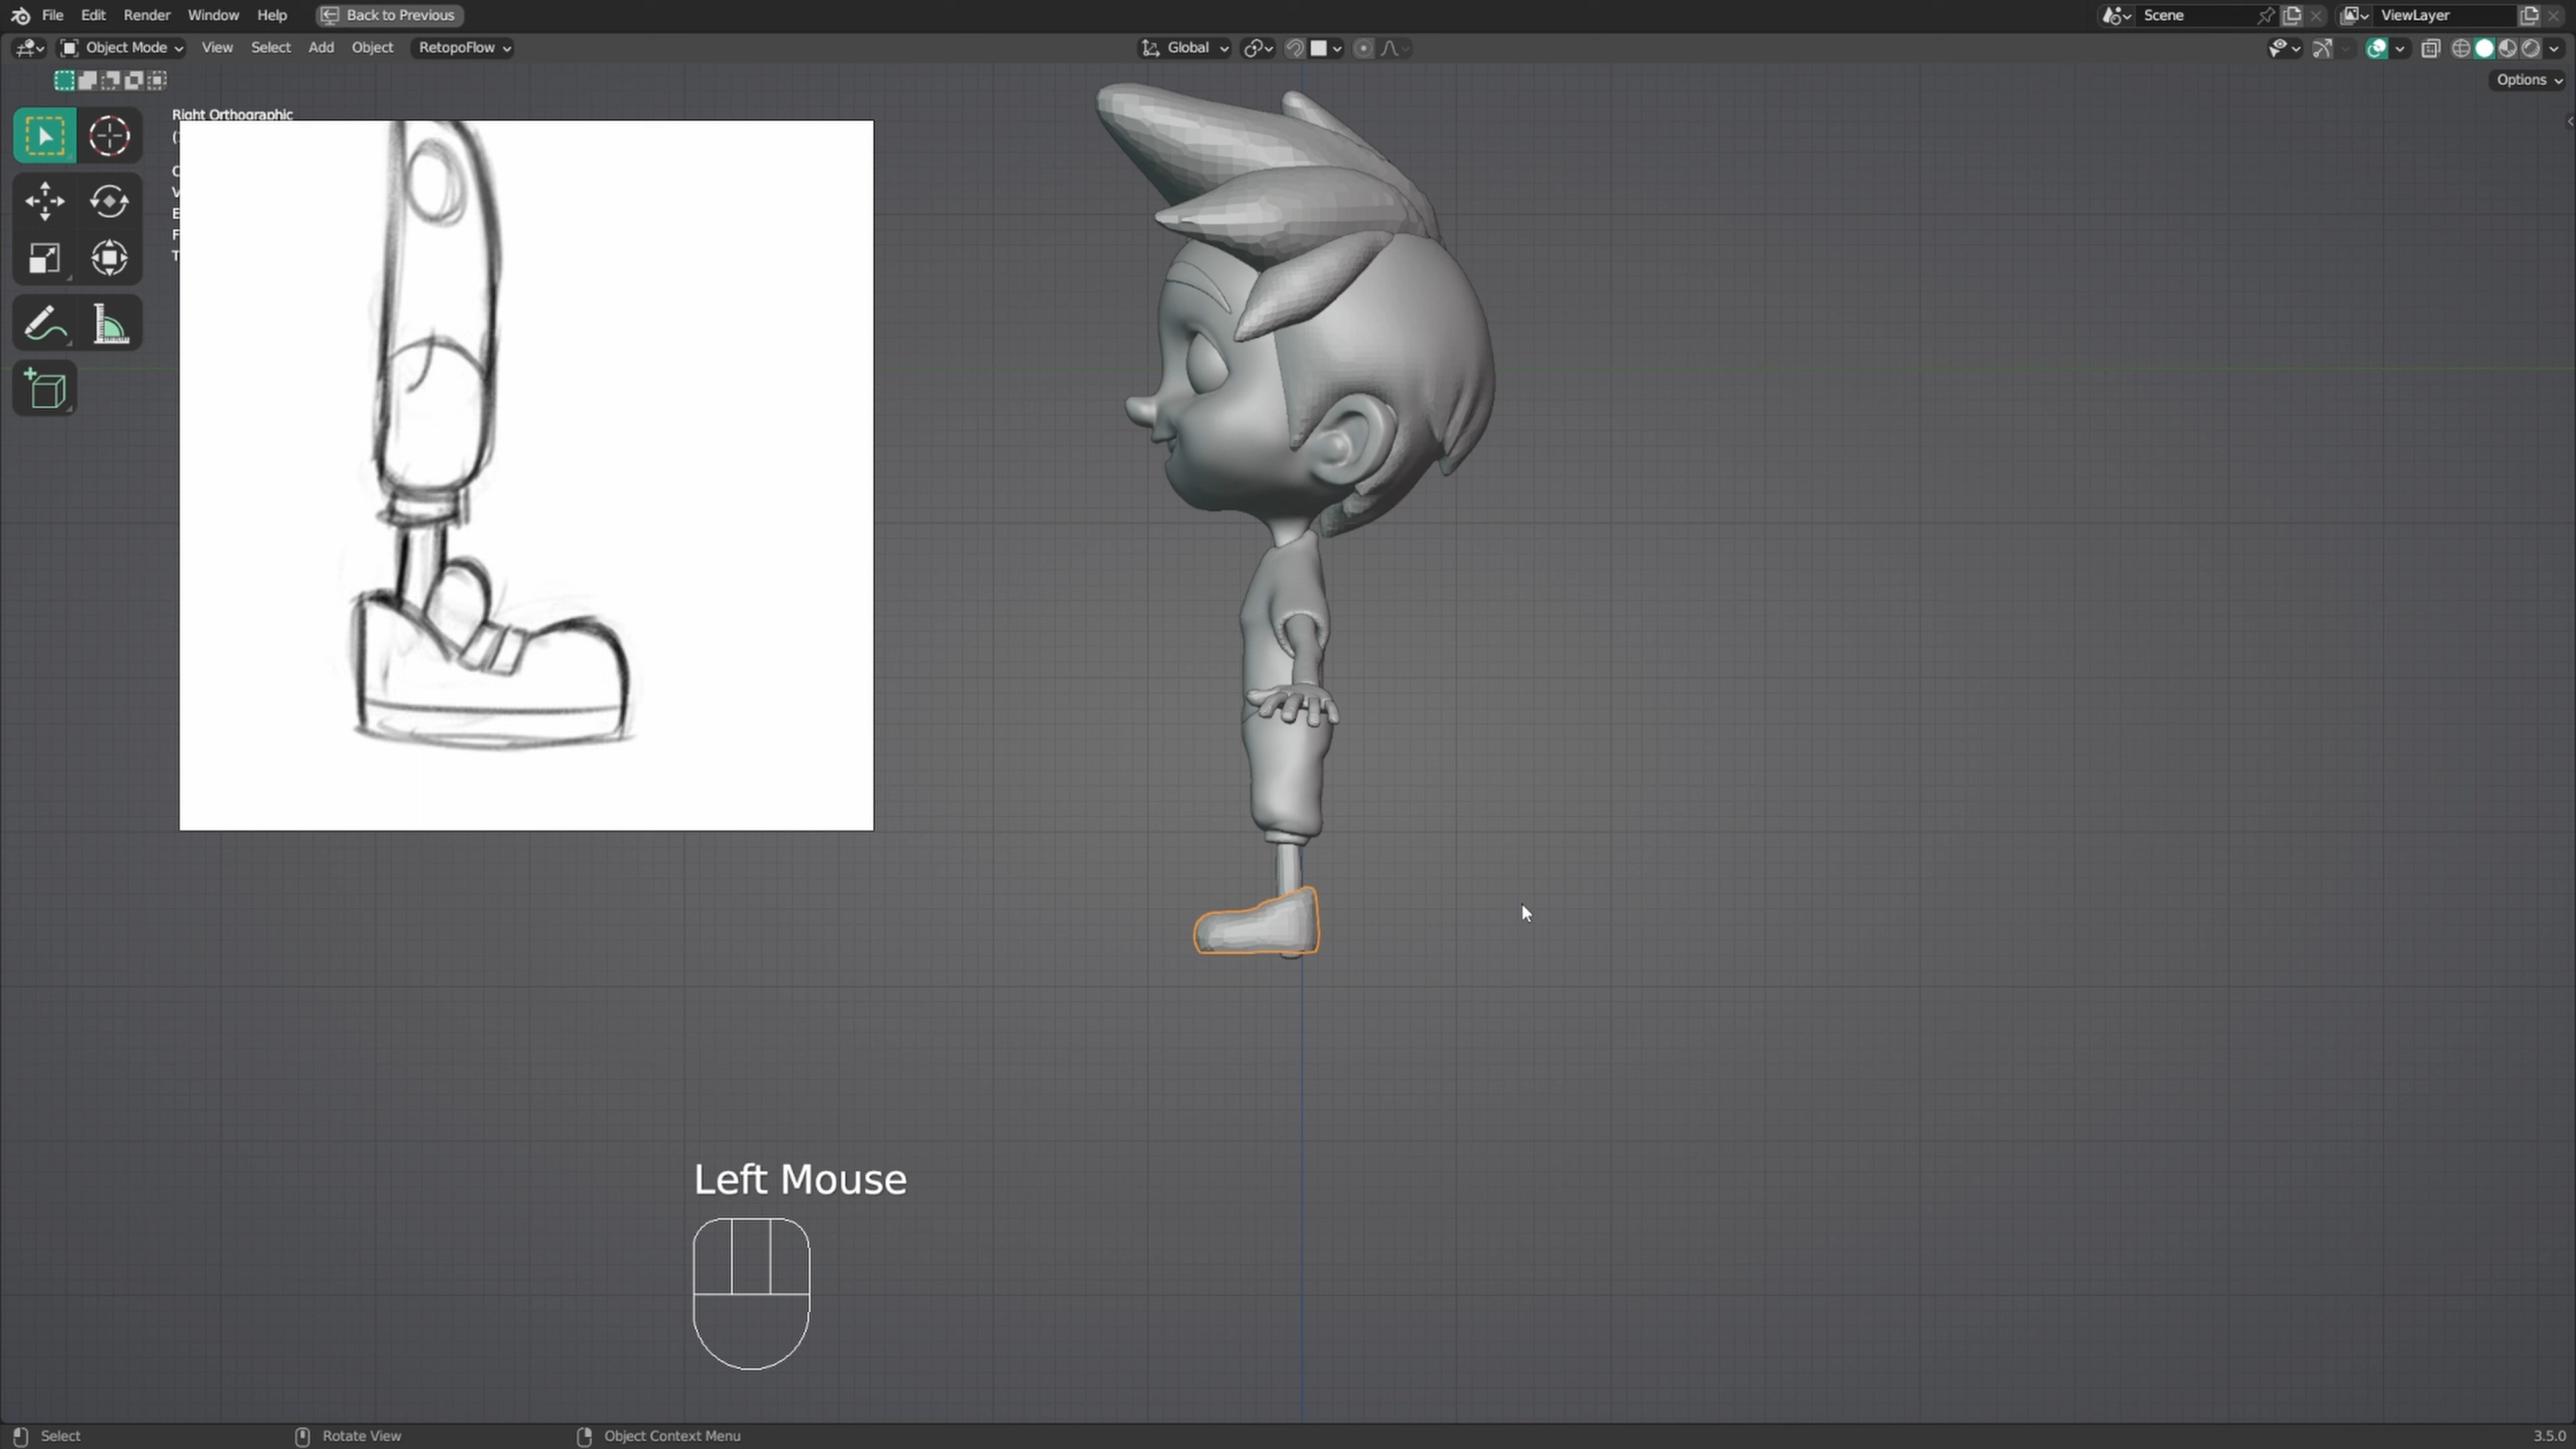 File Edit Render Window Help Back to Previous Scene ViewLayer
Object Mode View Select Add Object RetopoFlow Global
Options
Right Orthographic
(
C
V
E
F
T
Left Mouse
Select Rotate View Object Context Menu 3.5.0